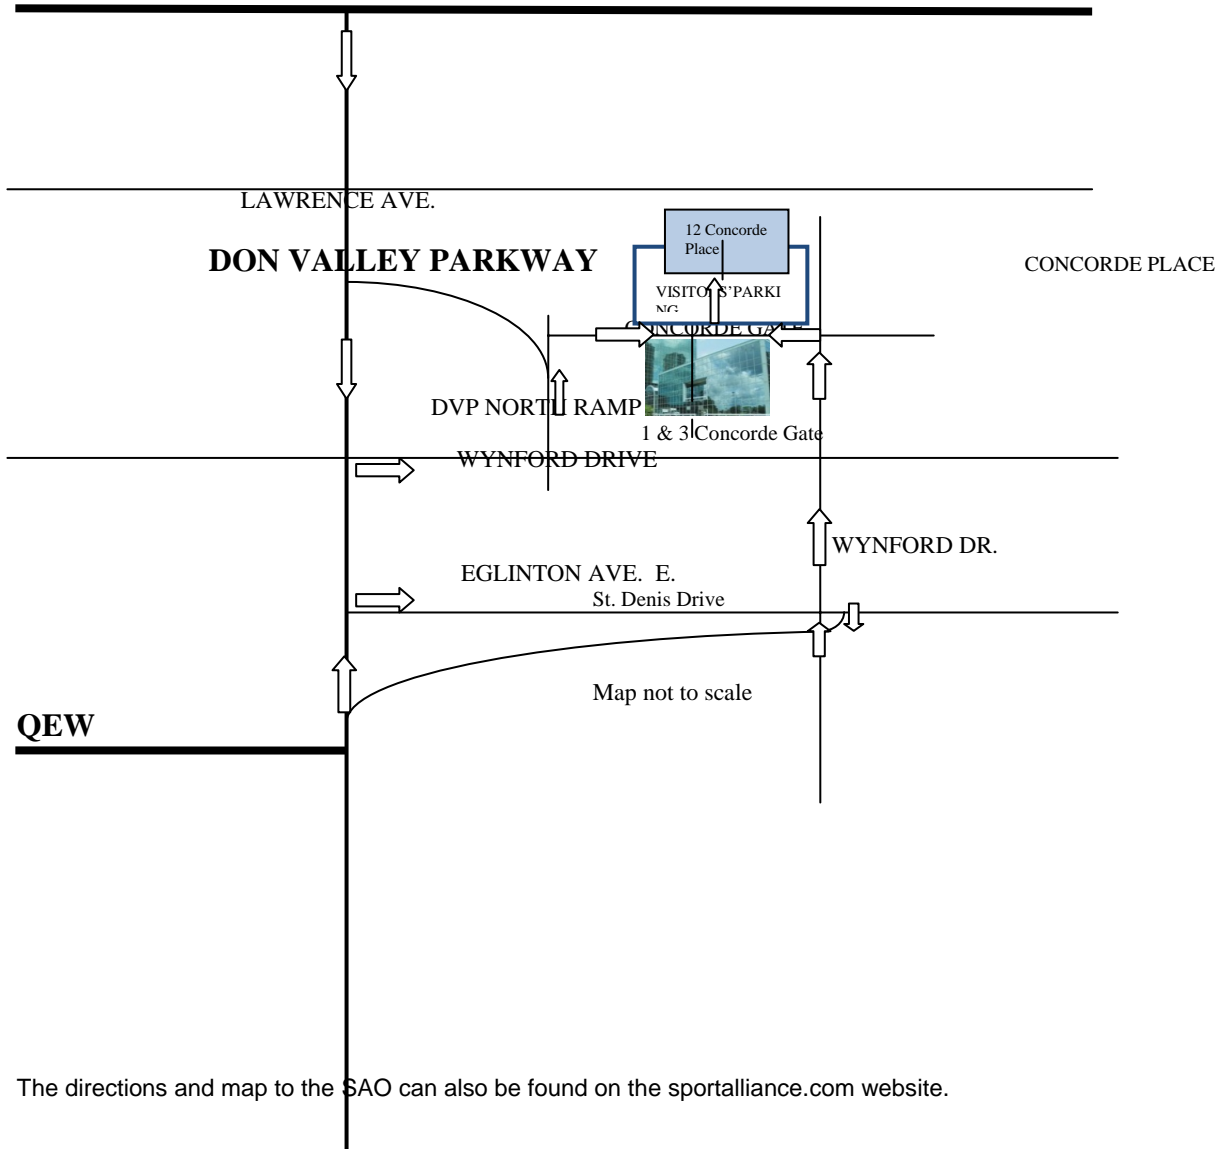 LAWRENCE AVE.
12 Concorde
Place
DON VALLEY PARKWAY
CONCORDE PLACE
VISITORS'PARKI
NG
CONCORDE GATE
DVP NORTH RAMP
1 & 3 Concorde Gate
WYNFORD DRIVE
WYNFORD DR.
EGLINTON AVE. E.
St. Denis Drive
Map not to scale
QEW
The directions and map to the SAO can also be found on the sportalliance.com website.